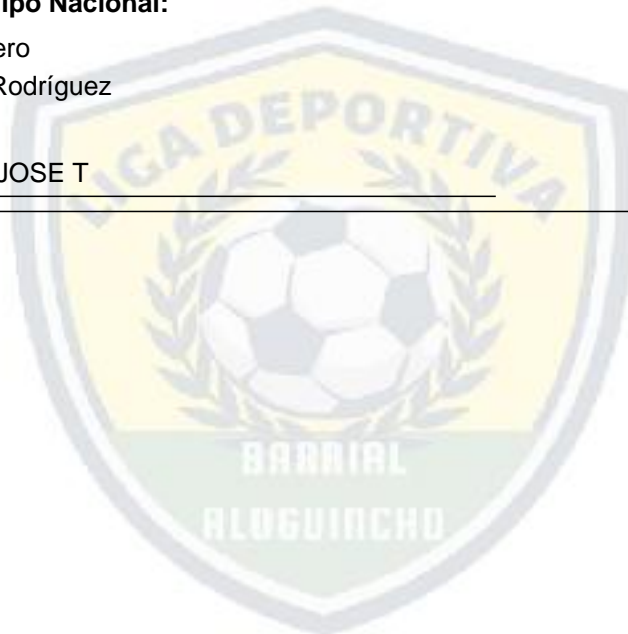 ipo Nacional:
ero
Rodríguez
JOSE T
LIGA DEPORTIVA
BARRIAL
ALUGUINCHO